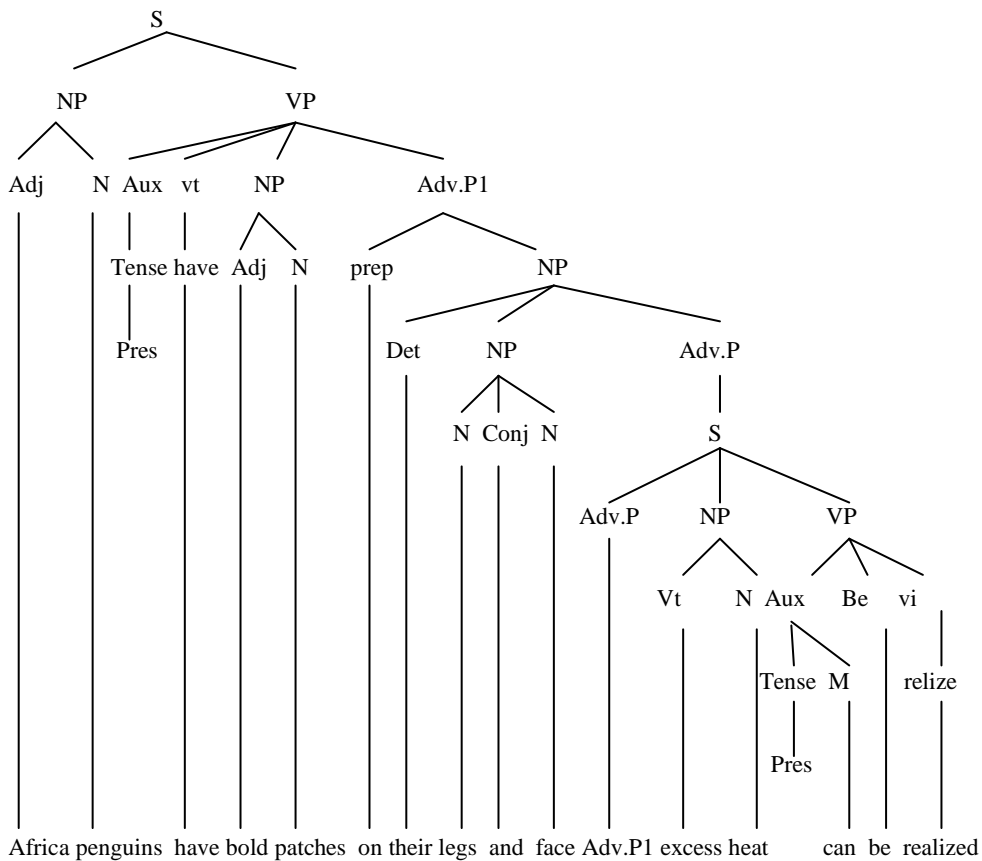 S
NP VP
Adj N Aux vt NP Adv.P1
Tense have Adj N prep NP
Pres Det NP Adv.P
N Conj N S
Adv.P NP VP
Vt N Aux Be vi
Tense M relize
Pres
Africa penguins have bold patches on their legs and face Adv.P1 excess heat can be realized